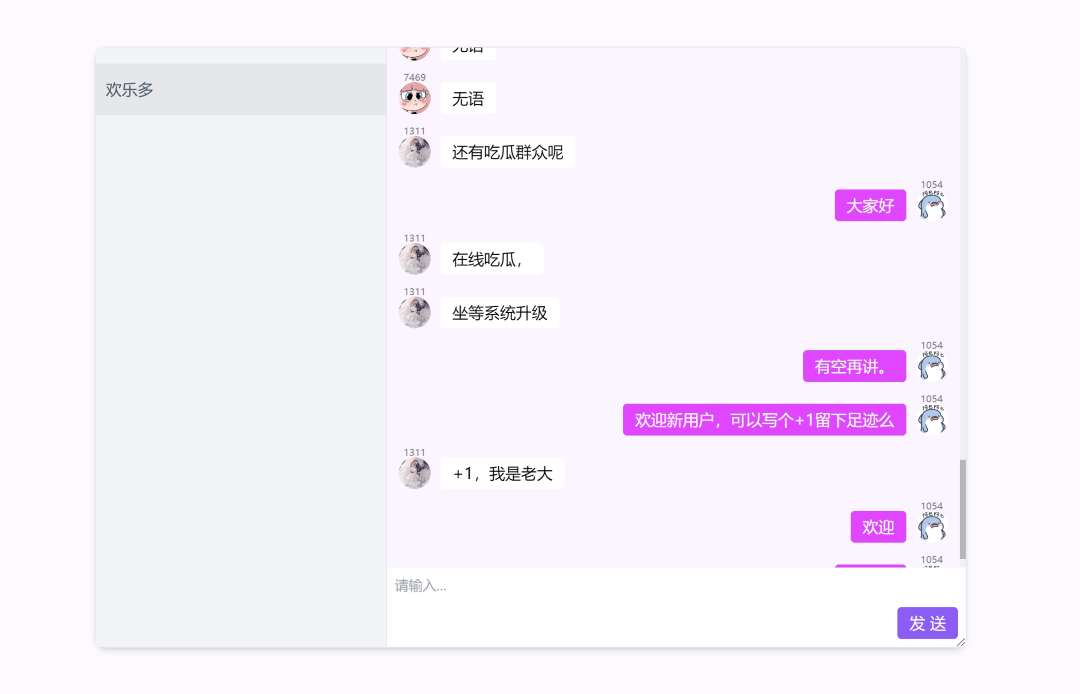 无语
欢乐多
7469
无语
1311
还有吃瓜群众呢
1054
大家好
1311
在线吃瓜，
1311
坐等系统升级
1054
有空再讲。
1054
欢迎新用户，可以写个+1留下足迹么
1311
+1，我是老大
1054
欢迎
1054
请输入...
发 送